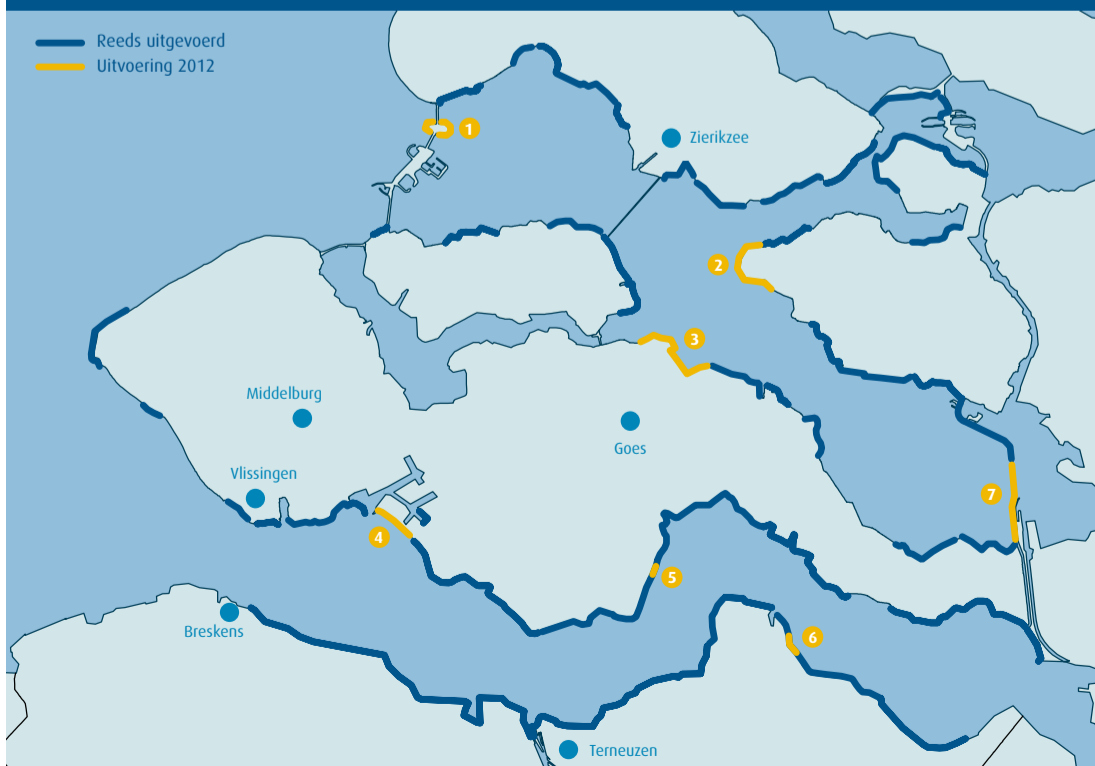 Reeds uitgevoerd
Uitvoering 2012
1
Zierikzee
2
3
Middelburg
Goes
Vlissingen
7
4
5
Breskens
6
Terneuzen